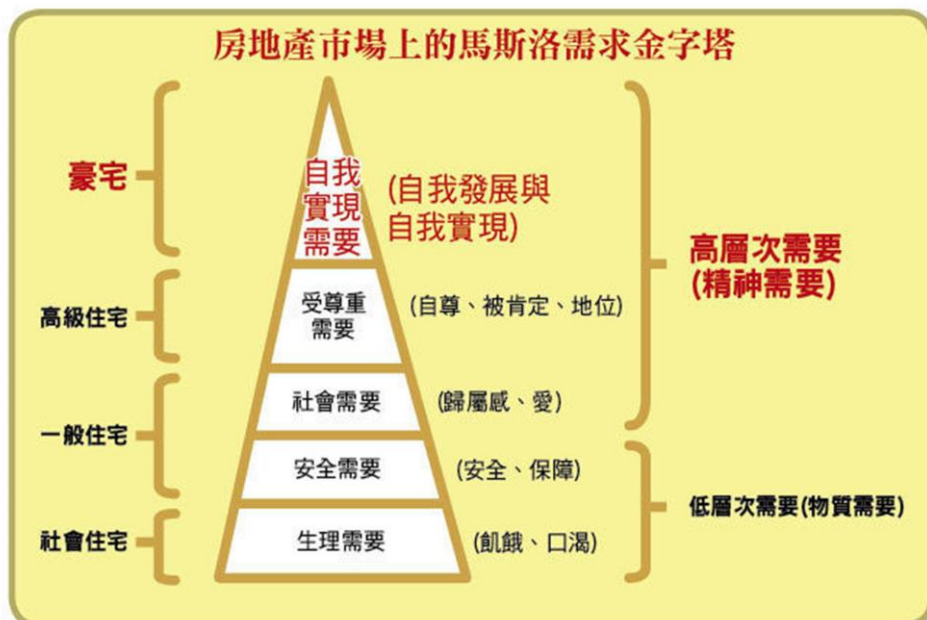 房地產市場上的馬斯洛需求金字塔
豪宅
自我
實現
需要
(自我發展與
自我實現)
高層次需要
(精神需要)
高級住宅
受尊重
需要
(自尊、被肯定、地位)
一般住宅
社會需要
(歸屬感、愛)
安全需要
(安全、保障)
低層次需要(物質需要)
社會住宅
生理需要
(飢餓、口渴)